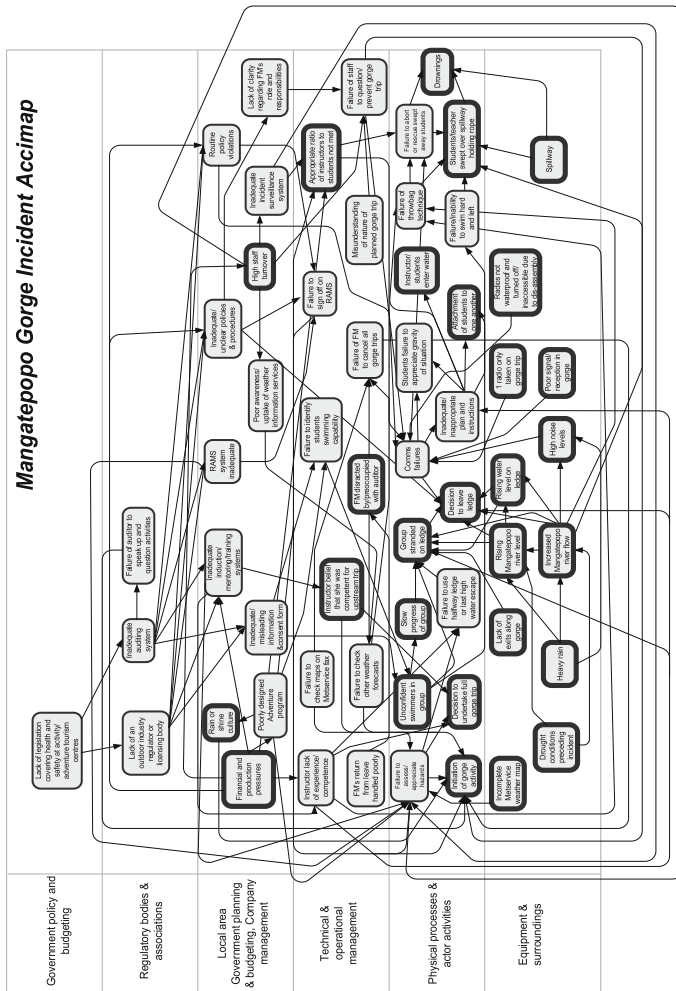 Mangatepopo Gorge Incident Accimap
Government policy and
budgeting
Lack of legislation
covering health and
safety at activity/
adventure tourism
centres
Regulatory bodies &
associations
Lack of an
outdoor industry
regulator or
licensing body
Inadequate
auditing
system
Failure of auditor to
speak up and
question activities
Local area
Government planning
& budgeting, Company
management
Financial and
production
pressures
Rain or
shine
culture
Poorly designed
Adventure
program
Inadequate/
misleading
information
&consent form
Inadequate
induction/
mentoring/training
systems
RAMS
system
inadequate
Poor awareness/
uptake of weather
information services
Inadequate/
unclear policies
& procedures
High staff
turnover
Inadequate
incident
surveillance
system
Routine
policy
violations
Lack of clarity
regarding FM's
role and
responsibilities
Technical &
operational
management
Instructor lack
of experience/
competence
FM's return
from leave
handled poorly
Failure to
check maps on
Metservice fax
Failure to check
other weather
forecasts
Instructor belief
that she was
competent for
upstream trip
Failure to identify
students
swimming
capability
FM disracted
by/preoccupied
with auditor
Failure to
sign off on
RAMS
Failure of FM
to cancel all
gorge trips
Appropriate ratio
of instructors to
students not met
Misunderstanding
of nature of
planned gorge trip
Failure of staff
to question/
prevent gorge
trip
Physical processes &
actor activities
Failure to
assess/
appreciate
hazards
Initiation
of gorge
activity
Unconfident
swimmers in
group
Decision to
undertake full
gorge trip
Slow
progress
of group
Failure to use
halfway ledge
or last high
water escape
Group
stranded
on ledge
Decision
to leave
ledge
Comms
failures
Inadequate/
inappropriate
plan and
instructions
Students failure to
appreciate gravity
of situation
Attachment of
students to
one another
Instructor/
students
enter water
Failure of
throwbag
technique
Failure/inability
to swim hard
and left
Failure to abort
or rescue swept
away students
Students/teacher
swept over spillway
holding rope
Drownings
Equipment &
surroundings
Incomplete
Metservice
weather map
Drought
conditions
preceding
incident
Heavy rain
Lack of
exits along
gorge
Rising
Mangatepopo
river level
Increased
Mangatepopo
river flow
Rising water
level on
ledge
High noise
levels
1 radio only
taken on
gorge trip
Poor signal/
reception in
gorge
Radios not
waterproof and
turned off/
inaccessible due
to dis-assembly
Spillway